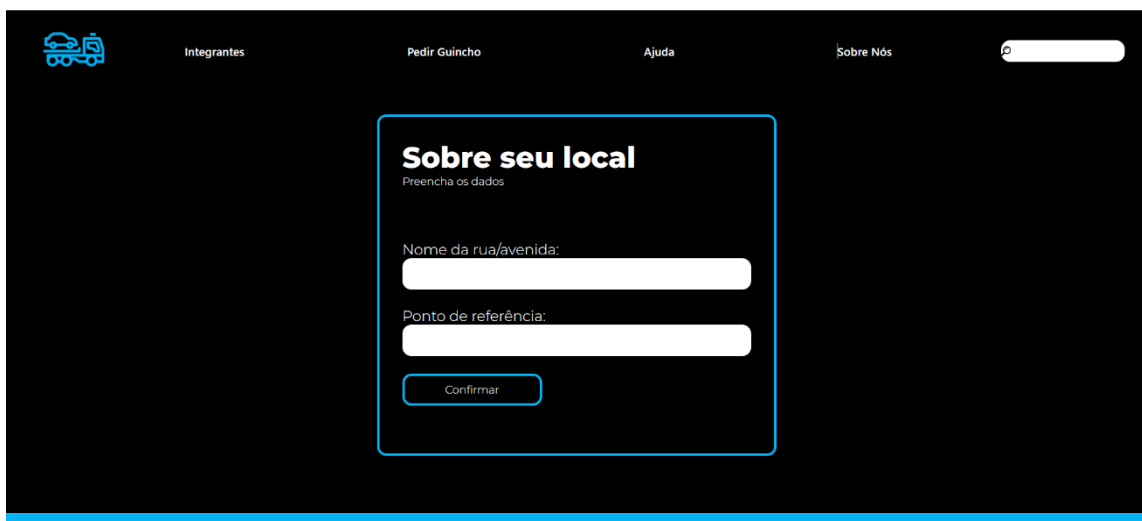 Integrantes
Pedir Guincho
Ajuda
Sobre Nós
Sobre seu local
Preencha os dados
Nome da rua/avenida:
Ponto de referência:
Confirmar